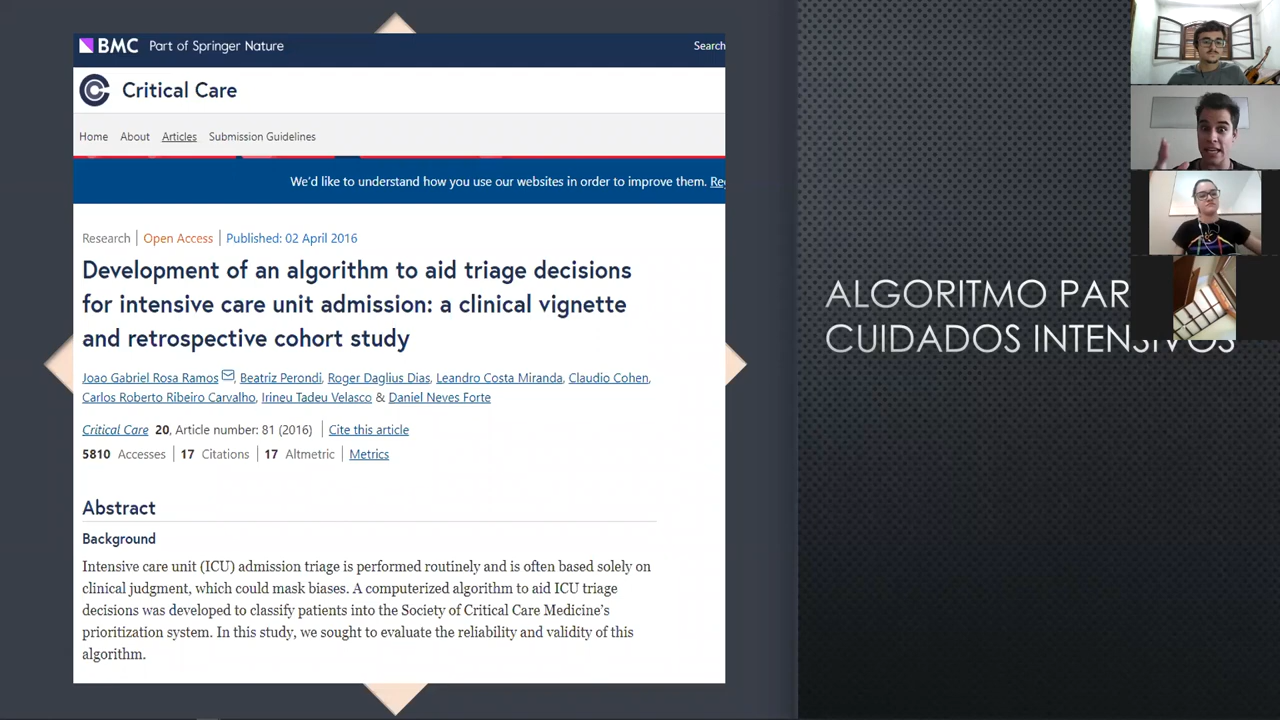 BMC Part of Springer Nature
Search
Critical Care
Home About Articles Submission Guidelines
We'd like to understand how you use our websites in order to improve them. Re
Research Open Access Published: 02 April 2016
Development of an algorithm to aid triage decisions
for intensive care unit admission: a clinical vignette
and retrospective cohort study
Joao Gabriel Rosa Ramos, Beatriz Perondi, Roger Daglius Dias, Leandro Costa Miranda, Claudio Cohen,
Carlos Roberto Ribeiro Carvalho, Irineu Tadeu Velasco & Daniel Neves Forte
Critical Care 20, Article number: 81 (2016) Cite this article
5810 Accesses 17 Citations 17 Altmetric Metrics
Abstract
Background
Intensive care unit (ICU) admission triage is performed routinely and is often based solely on
clinical judgment, which could mask biases. A computerized algorithm to aid ICU triage
decisions was developed to classify patients into the Society of Critical Care Medicine's
prioritization system. In this study, we sought to evaluate the reliability and validity of this
algorithm.
ALGORITMO PAR
CUIDADOS INTENSIVOS